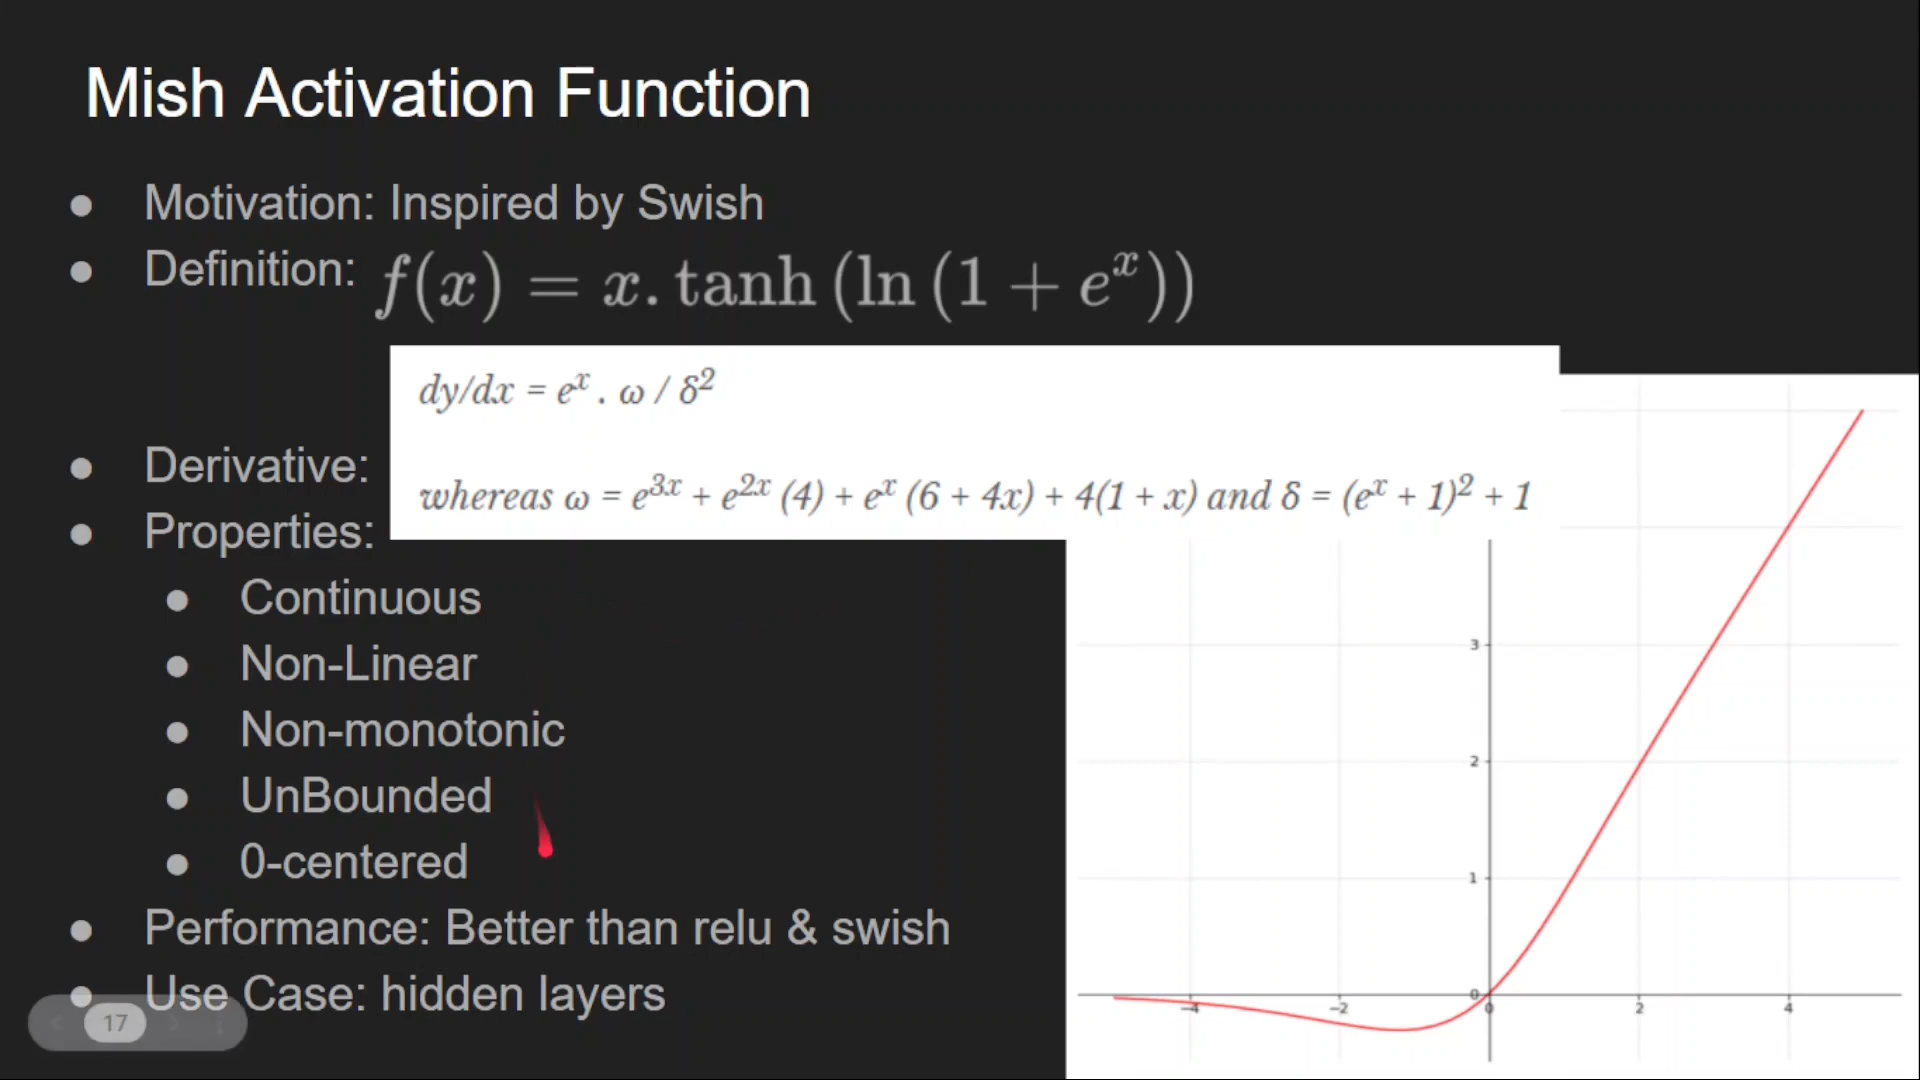 Mish Activation Function
● Motivation: Inspired by Swish
● Definition: f(x) = x. tanh (ln (1 + e^x))
dy/dx = e^x . ω / δ^2
● Derivative:
whereas ω = e^3x + e^2x (4) + e^x (6 + 4x) + 4(1 + x) and δ = (e^x + 1)^2 + 1
● Properties:
● Continuous
● Non-Linear
● Non-monotonic
● UnBounded
● 0-centered
● Performance: Better than relu & swish
● Use Case: hidden layers
17
3
2
1
0
−4 −2 0 2 4